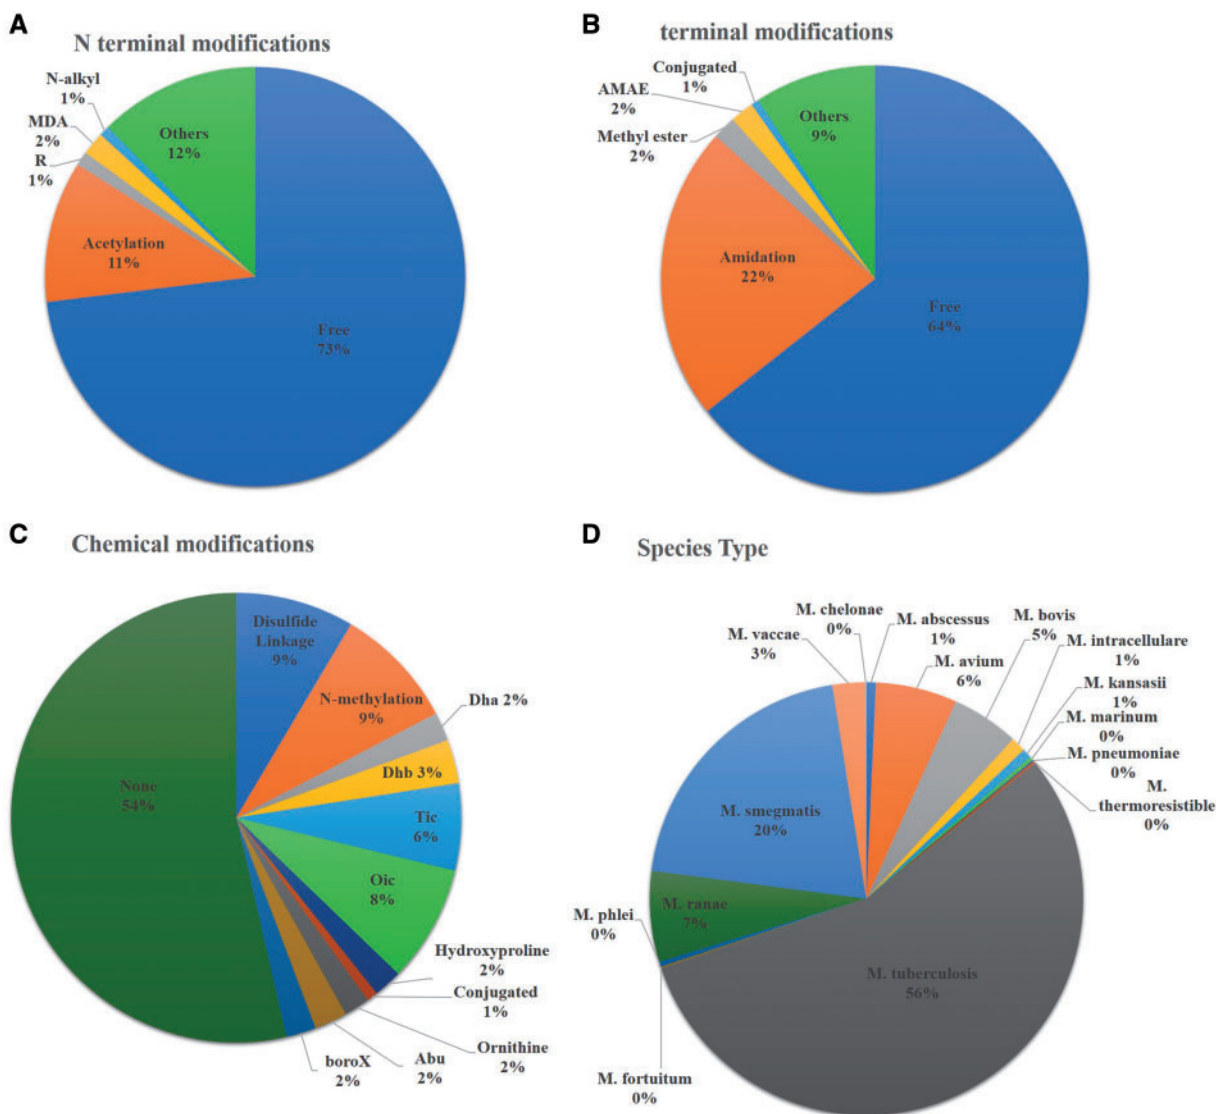 A
N terminal modifications
N-alkyl
1%
MDA
2%
R
1%
Others
12%
Acetylation
11%
Free
73%
B
terminal modifications
Conjugated
1%
AMAE
2%
Methyl ester
2%
Others
9%
Amidation
22%
Free
64%
C
Chemical modifications
Disulfide
Linkage
9%
N-methylation
9%
Dha 2%
Dhb 3%
Tic
6%
Oic
8%
Hydroxyproline
2%
Conjugated
1%
Ornithine
2%
Abu
2%
boroX
2%
None
54%
D
Species Type
M. chelonae
0%
M. abscessus
1%
M. avium
6%
M. bovis
5%
M. intracellulare
1%
M. kansasii
1%
M. marinum
0%
M. pneumoniae
0%
M.
thermoresistible
0%
M. vaccae
3%
M. smegmatis
20%
M. ranae
7%
M. phlei
0%
M. tuberculosis
56%
M. fortuitum
0%